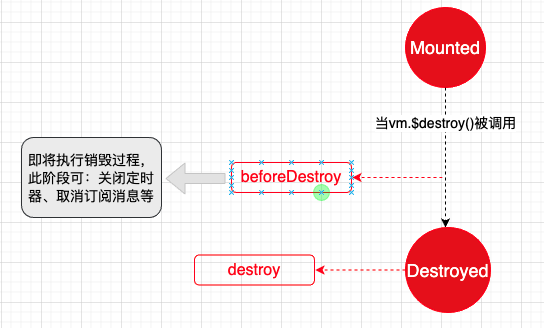 Mounted
当vm.$destroy()被调用
即将执行销毁过程，
此阶段可：关闭定时
器、取消订阅消息等
beforeDestroy
destroy
Destroyed